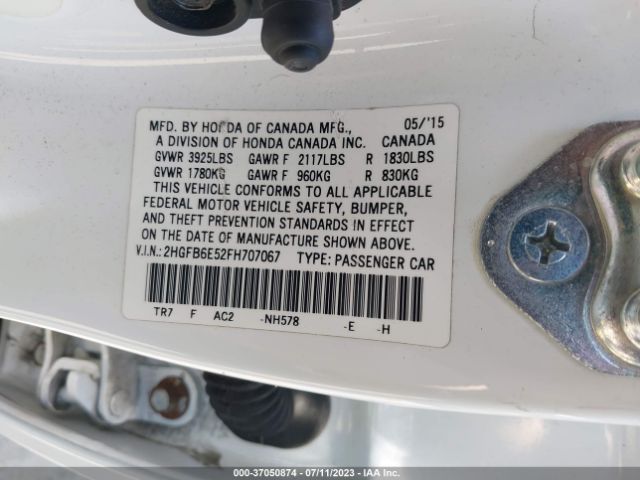 MFD. BY HONDA OF CANADA MFG., 05/'15
A DIVISION OF HONDA CANADA INC. CANADA
GVWR 3925LBS GAWR F 2117LBS R 1830LBS
GVWR 1780KG GAWR F 960KG R 830KG
THIS VEHICLE CONFORMS TO ALL APPLICABLE
FEDERAL MOTOR VEHICLE SAFETY, BUMPER,
AND THEFT PREVENTION STANDARDS IN EFFECT
ON THE DATE OF MANUFACTURE SHOWN ABOVE.
V.I.N.: 2HGFB6E52FH707067 TYPE: PASSENGER CAR
TR7 F AC2 -NH578 -E -H
000-37050874 - 07/11/2023 - IAA Inc.